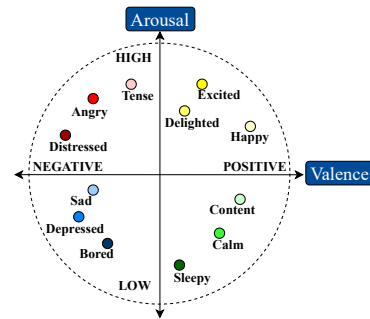 Arousal
HIGH
Tense
Excited
Angry
Delighted
Happy
Distressed
NEGATIVE
POSITIVE
Valence
Sad
Content
Depressed
Calm
Bored
Sleepy
LOW